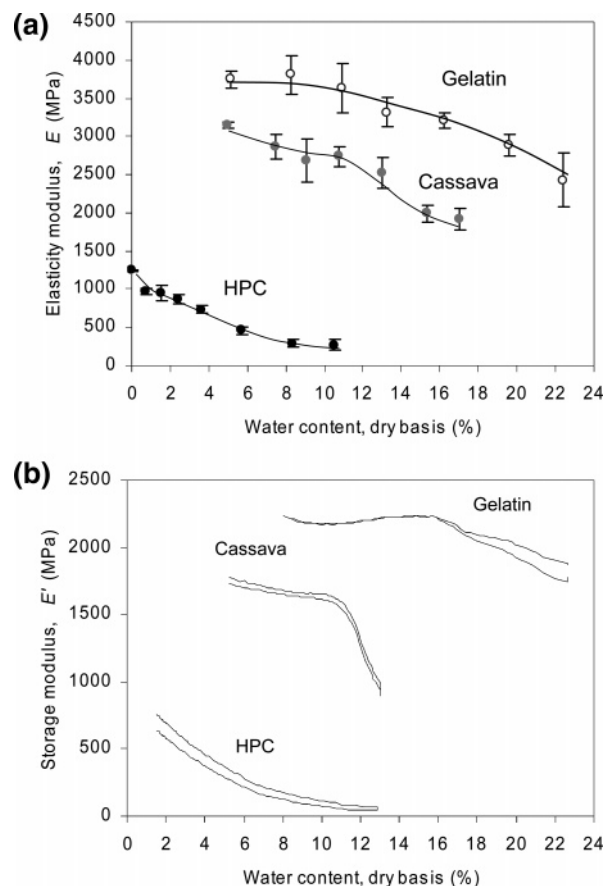 (a)
4500
4000
3500
3000
2500
2000
1500
1000
500
0
Elasticity modulus, E (MPa)
Gelatin
Cassava
HPC
0 2 4 6 8 10 12 14 16 18 20 22 24
Water content, dry basis (%)
(b)
2500
2000
1500
1000
500
0
Storage modulus, E' (MPa)
Gelatin
Cassava
HPC
0 2 4 6 8 10 12 14 16 18 20 22 24
Water content, dry basis (%)